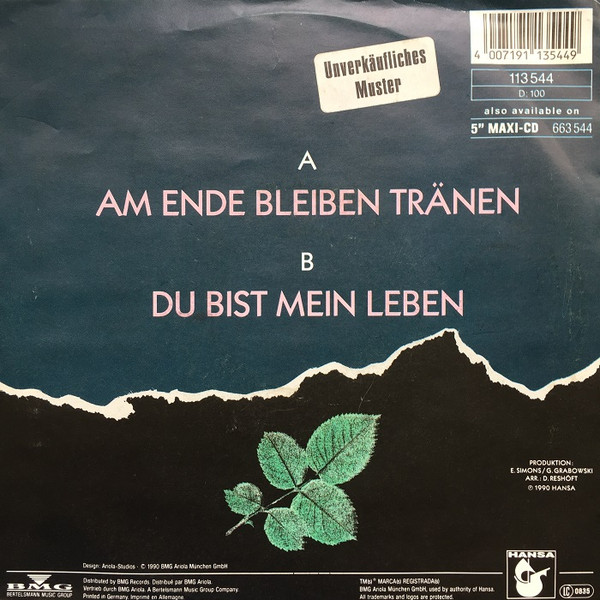 Unverkäufliches
Muster
4 007191 135449
113 544
D: 100
also available on
5" MAXI-CD 663 544
A
AM ENDE BLEIBEN TRÄNEN
B
DU BIST MEIN LEBEN
PRODUKTION:
E. SIMONS/G. GRABOWSKI
ARR.: D. RESHÖFT
℗ 1990 HANSA
Design: Ariola-Studios · © 1990 BMG Ariola München GmbH
BMG
BERTELSMANN MUSIC GROUP
Distributed by BMG Records. Distribué par BMG Ariola.
Vertrieb durch BMG Ariola. A Bertelsmann Music Group Company.
Printed in Germany. Imprimé en Allemagne.
TM(s) ® MARCA(s) REGISTRADA(s)
BMG Ariola München GmbH, used by authority of Hansa.
All trademarks and logos are protected.
HANSA
LC 0835